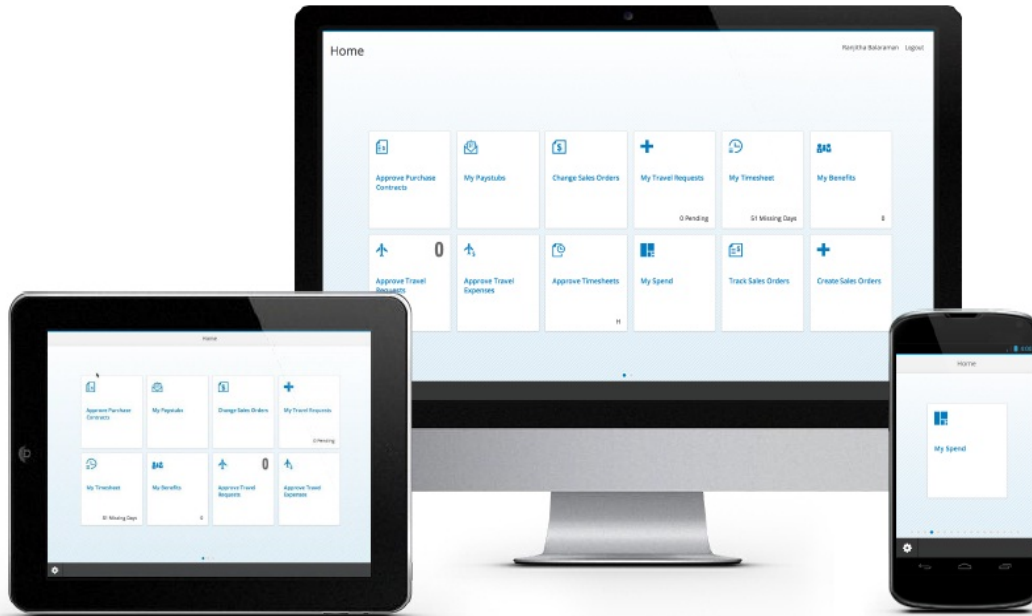 Home
Ranjitha Balaraman Logout
Approve Purchase
Contracts
My Paystubs
Change Sales Orders
My Travel Requests
0 Pending
My Timesheet
51 Missing Days
My Benefits
0
Approve Travel
Requests
Approve Travel
Expenses
Approve Timesheets
H
My Spend
Track Sales Orders
Create Sales Orders
Home
Approve Purchase
Contracts
My Paystubs
Change Sales Orders
My Travel Requests
0 Pending
My Timesheet
51 Missing Days
My Benefits
0
Approve Travel
Requests
Approve Travel
Expenses
Home
My Spend